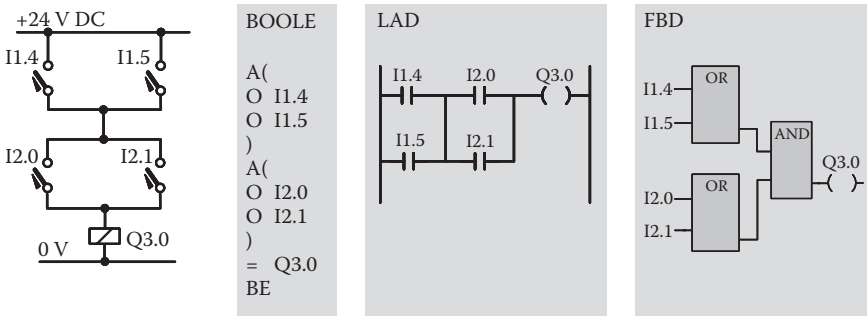 +24 V DC
I1.4 I1.5
I2.0 I2.1
Q3.0
0 V
BOOLE
A(
O I1.4
O I1.5
)
A(
O I2.0
O I2.1
)
= Q3.0
BE
LAD
I1.4 I2.0 Q3.0
I1.5 I2.1
FBD
OR
I1.4
I1.5
AND
Q3.0
OR
I2.0
I2.1